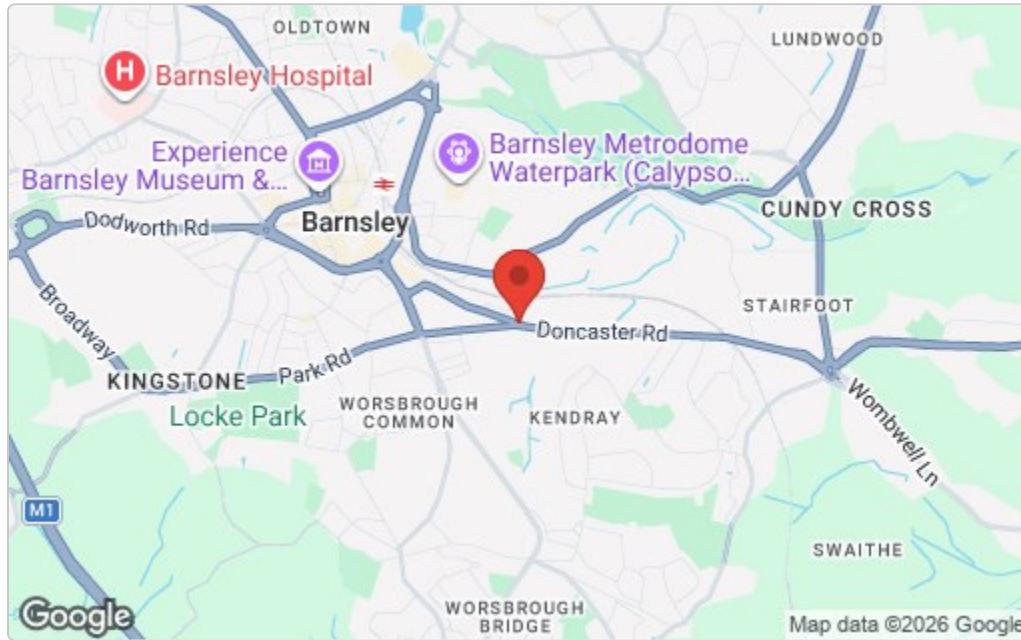 OLDTOWN
LUNDWOOD
H
Barnsley Hospital
Experience
Barnsley Museum &...
Barnsley Metrodome
Waterpark (Calypso...
Dodworth Rd
Barnsley
CUNDY CROSS
Broadway
STAIRFOOT
Doncaster Rd
KINGSTONE
Park Rd
Locke Park
WORSBROUGH
COMMON
KENDRAY
Wombwell Ln
M1
SWAITHE
WORSBROUGH
BRIDGE
Google
Map data ©2026 Google